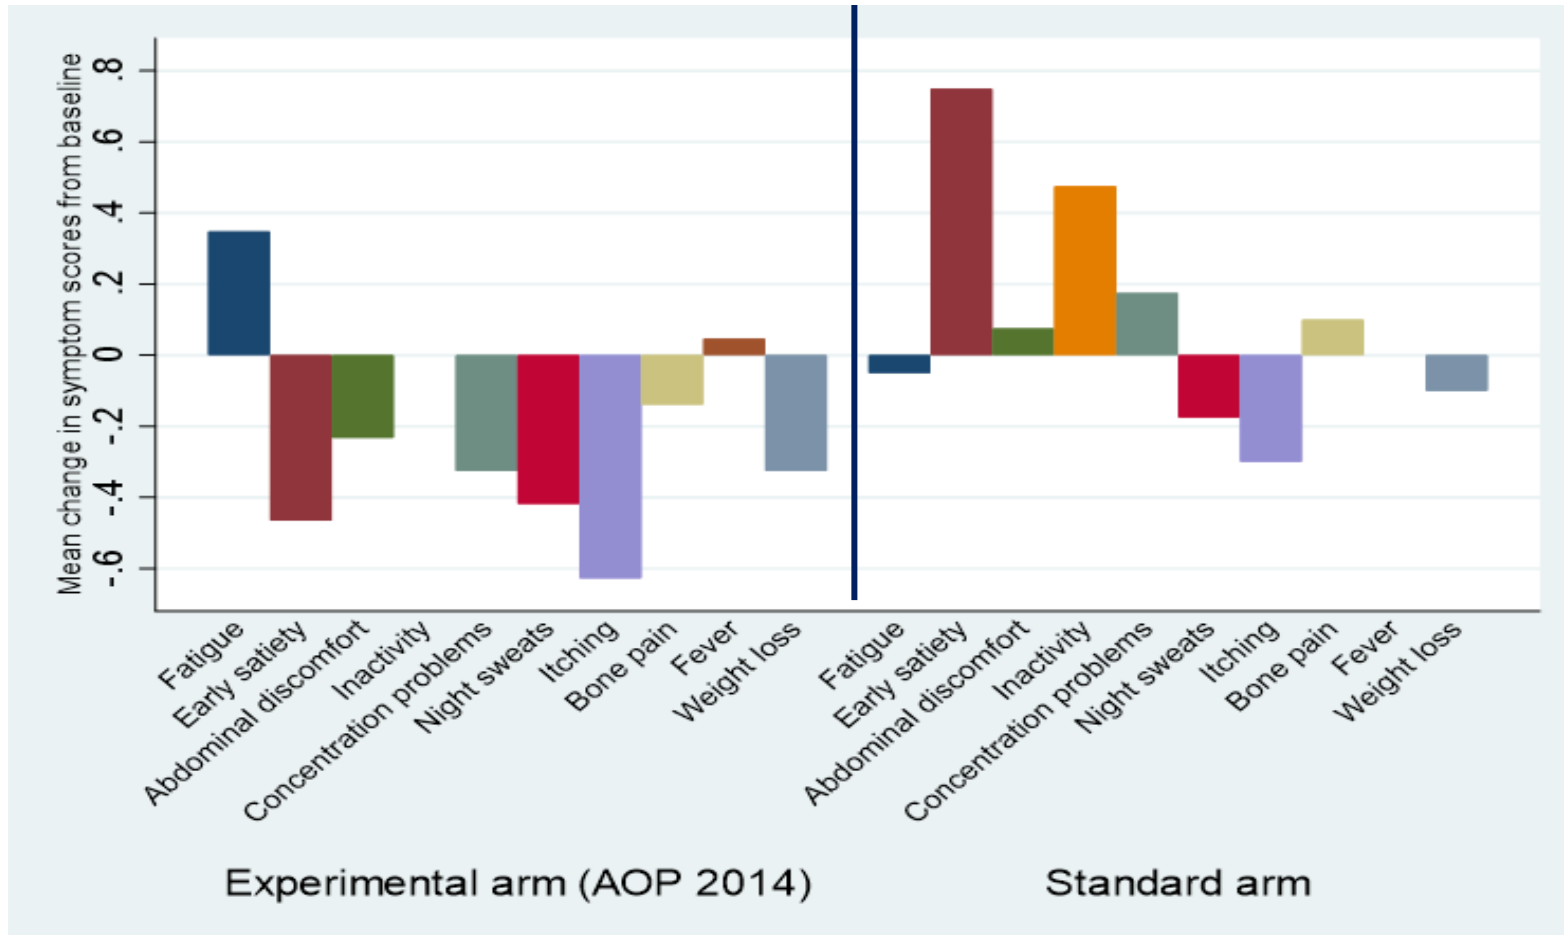 Mean change in symptom scores from baseline
.8
.6
.4
.2
0
-.2
-.4
-.6
Fatigue
Early satiety
Abdominal discomfort
Inactivity
Concentration problems
Night sweats
Itching
Bone pain
Fever
Weight loss
Fatigue
Early satiety
Abdominal discomfort
Inactivity
Concentration problems
Night sweats
Itching
Bone pain
Fever
Weight loss
Experimental arm (AOP 2014)
Standard arm